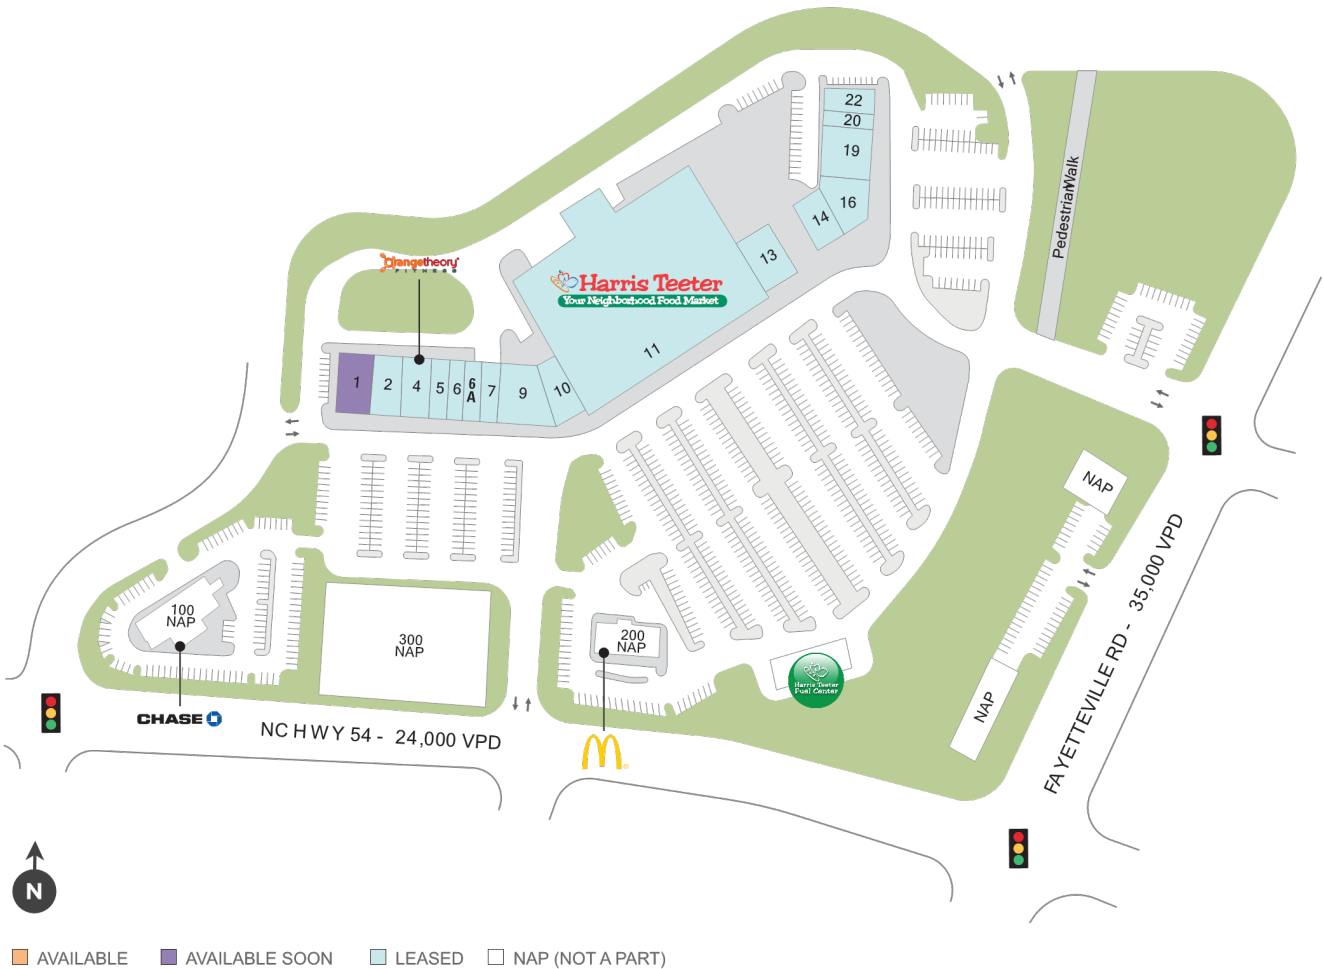 22
20
19
16
14
13
Pedestrian Walk
orangetheory
FITNESS
Harris Teeter
Your Neighborhood Food Market
11
1
2
4
5
6
6
A
7
9
10
NAP
100
NAP
300
NAP
200
NAP
Harris Teeter
Fuel Center
NAP
CHASE
NC HWY 54 - 24,000 VPD
FAYETTEVILLE RD - 35,000 VPD
N
AVAILABLE
AVAILABLE SOON
LEASED
NAP (NOT A PART)